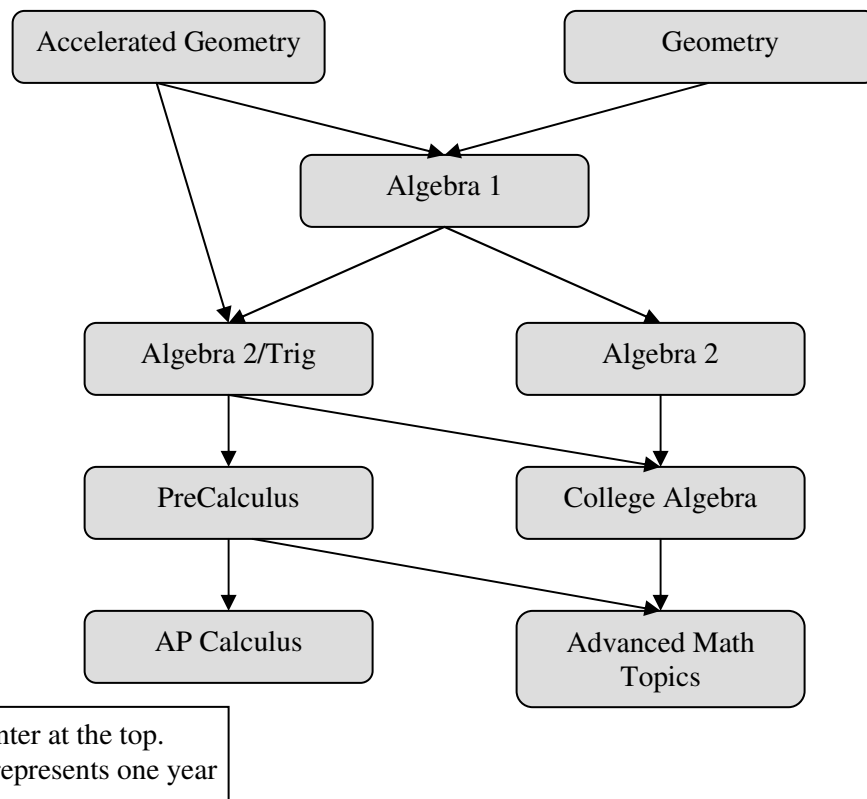 Accelerated Geometry
Geometry
Algebra 1
Algebra 2/Trig
Algebra 2
PreCalculus
College Algebra
AP Calculus
Advanced Math
Topics
nter at the top.
represents one year